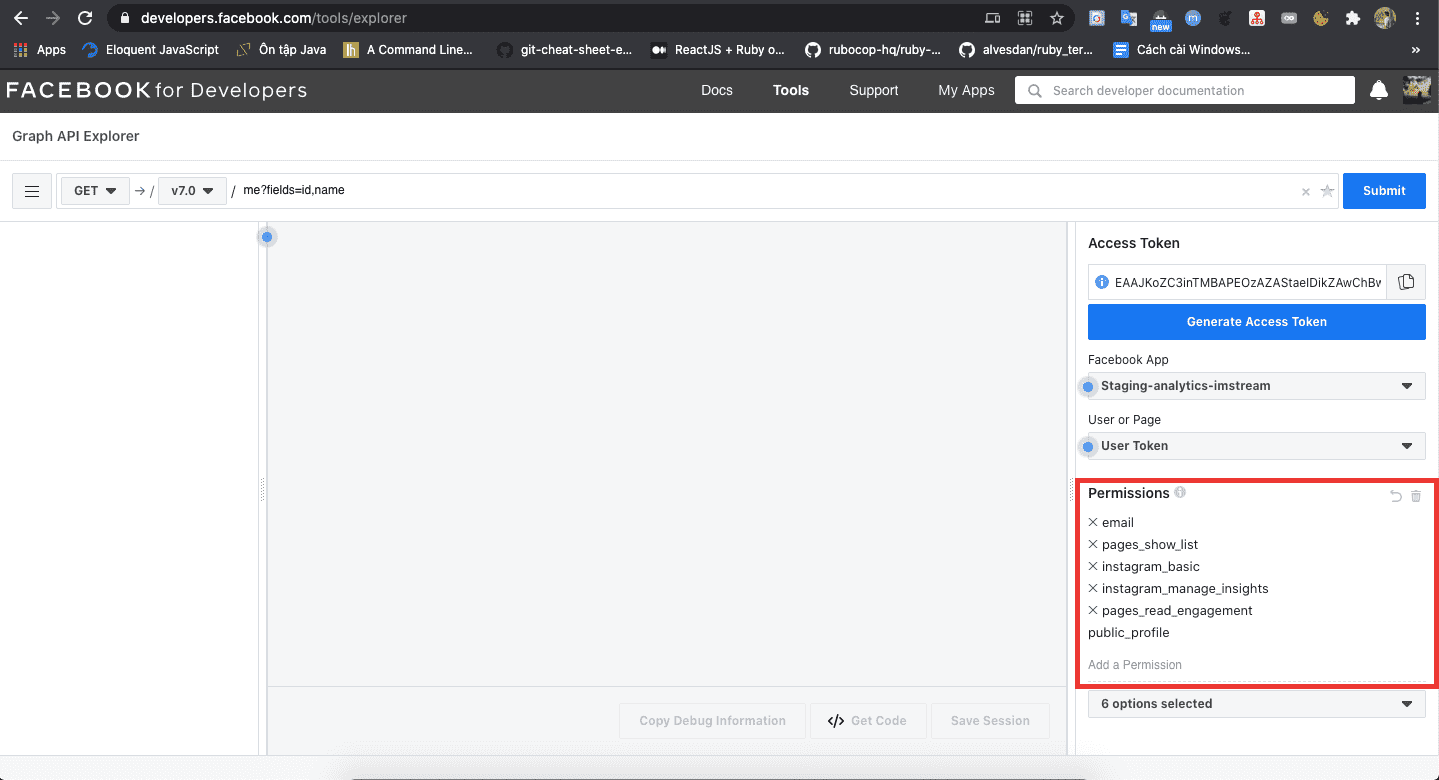 developers.facebook.com/tools/explorer
new
Apps Eloquent JavaScript Ôn tập Java A Command Line... git-cheat-sheet-e... ReactJS + Ruby o... rubocop-hq/ruby-... alvesdan/ruby_ter... Cách cài Windows... »
FACEBOOK for Developers Docs Tools Support My Apps Search developer documentation
Graph API Explorer
GET → / v7.0 / me?fields=id,name × Submit
Access Token
EAAJKoZC3inTMBAPEOzAZAStaeIDikZAwChBw
Generate Access Token
Facebook App
Staging-analytics-imstream
User or Page
User Token
Permissions
× email
× pages_show_list
× instagram_basic
× instagram_manage_insights
× pages_read_engagement
public_profile
Add a Permission
6 options selected
Copy Debug Information </> Get Code Save Session